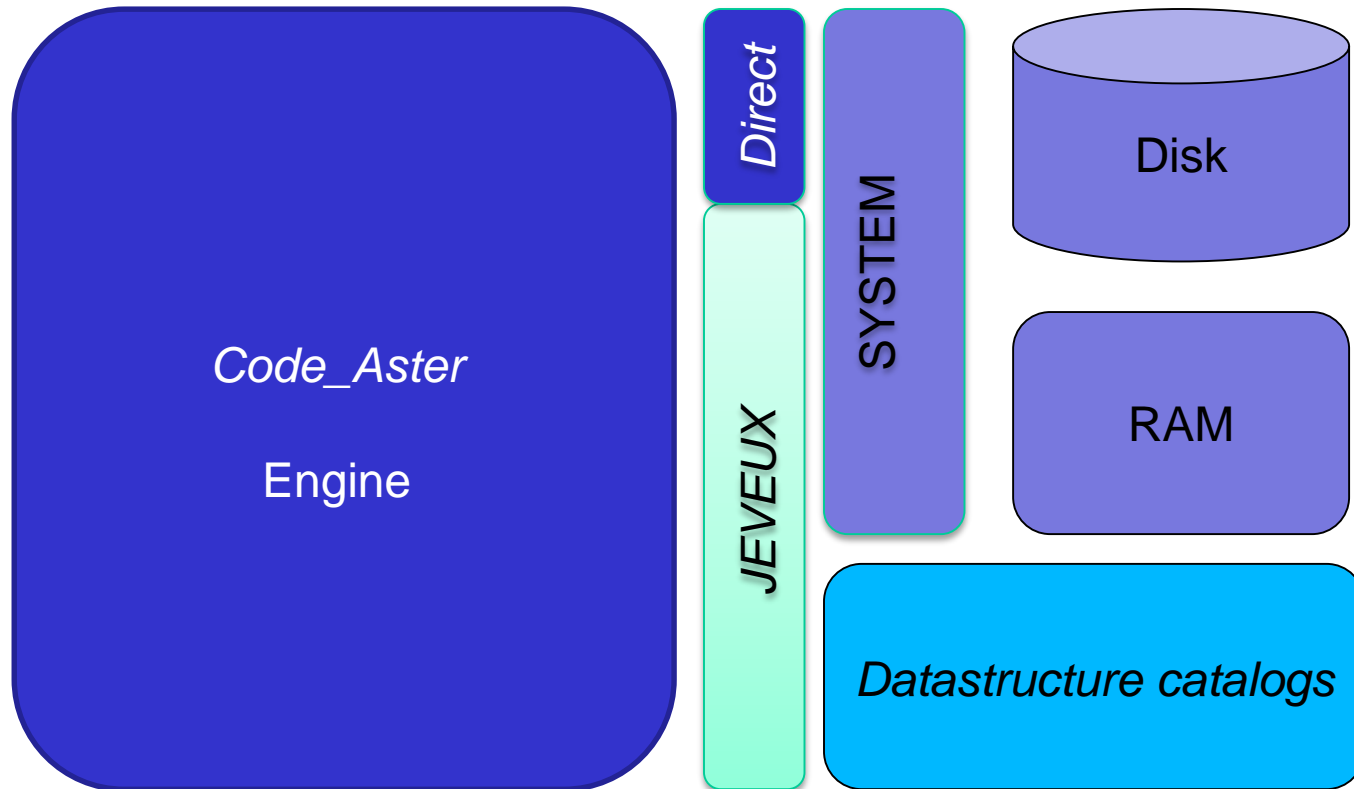 Code_Aster
Engine
Direct
JEVEUX
SYSTEM
Disk
RAM
Datastructure catalogs